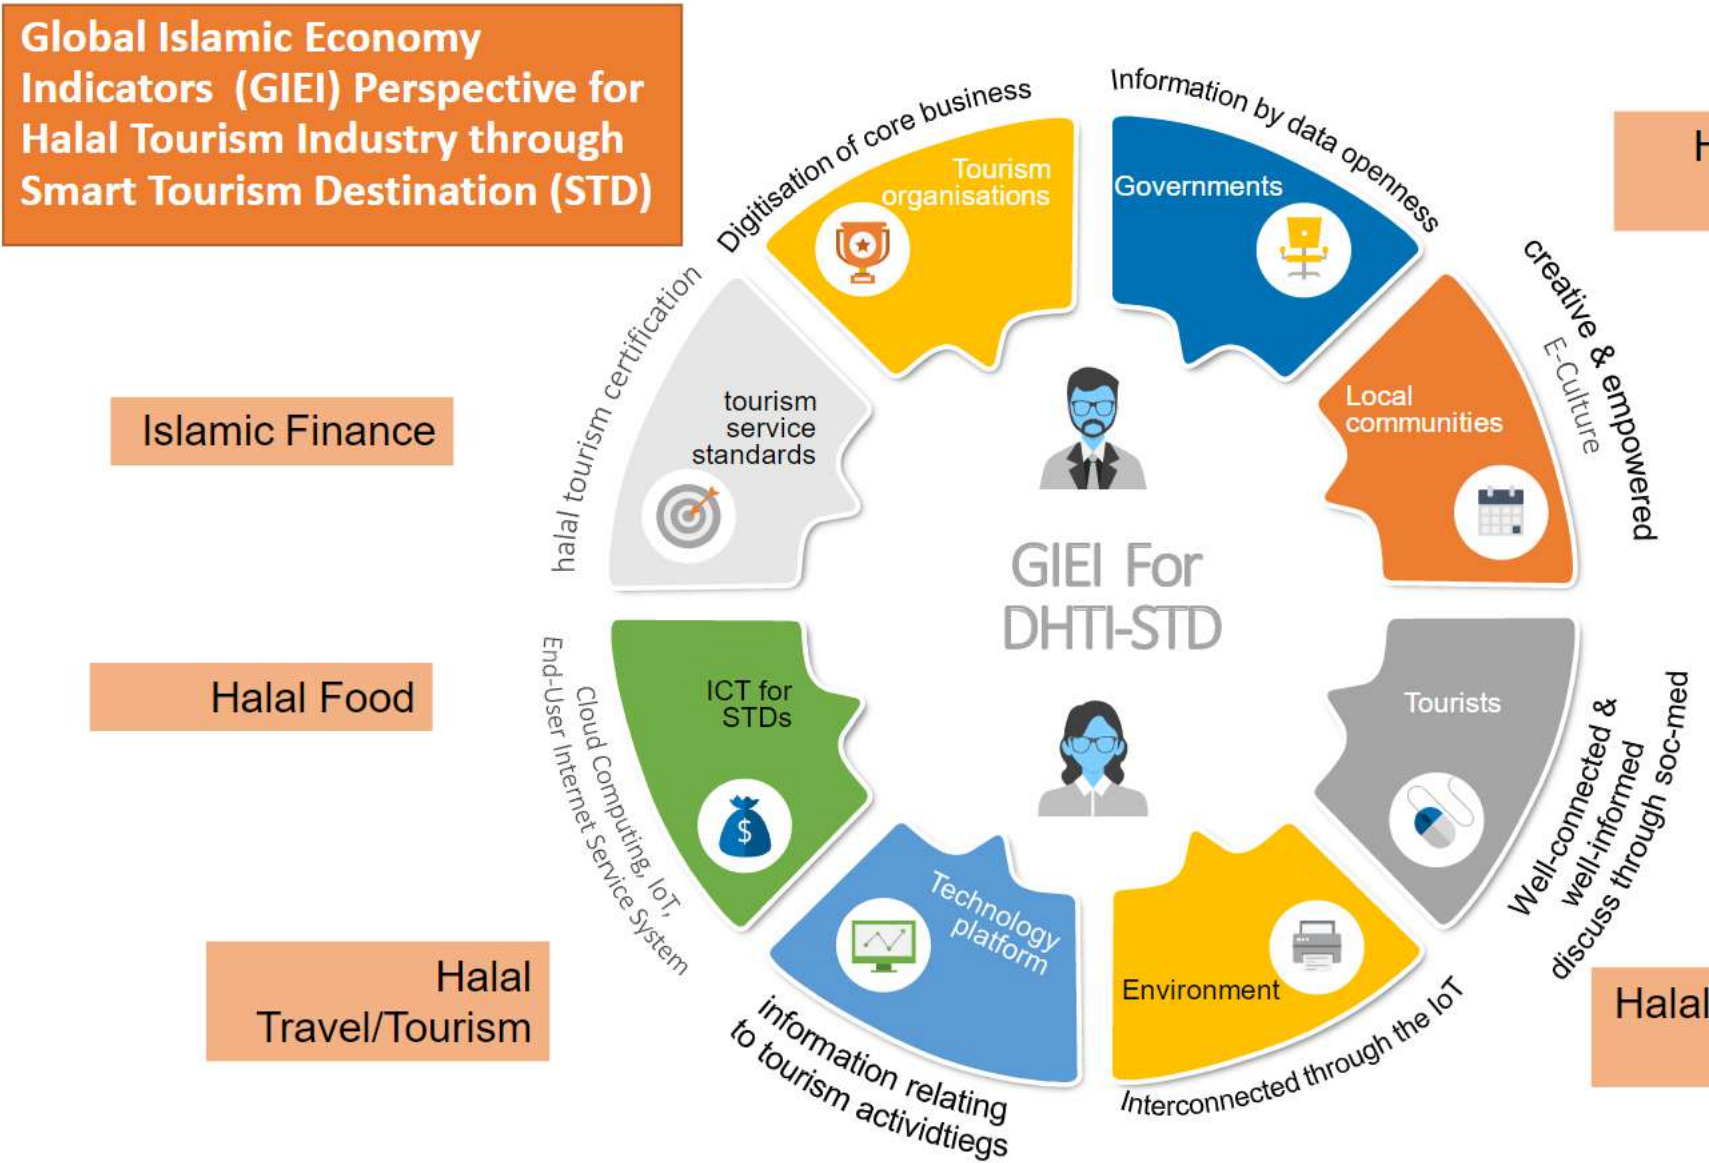 Global Islamic Economy
Indicators (GIEI) Perspective for
Halal Tourism Industry through
Smart Tourism Destination (STD)
Digitisation of core business
Tourism
organisations
Information by data openness
Governments
creative & empowered
E-Culture
Local
communities
halal tourism certification
tourism
service
standards
Islamic Finance
GIEI For
DHTI-STD
Halal Food
ICT for
STDs
Cloud Computing, IoT,
End-User Internet Service System
Tourists
Well-connected &
well-informed
discuss through soc-med
Halal
Travel/Tourism
Technology
platform
information relating
to tourism actividtiegs
Environment
Interconnected through the IoT
Halal
$